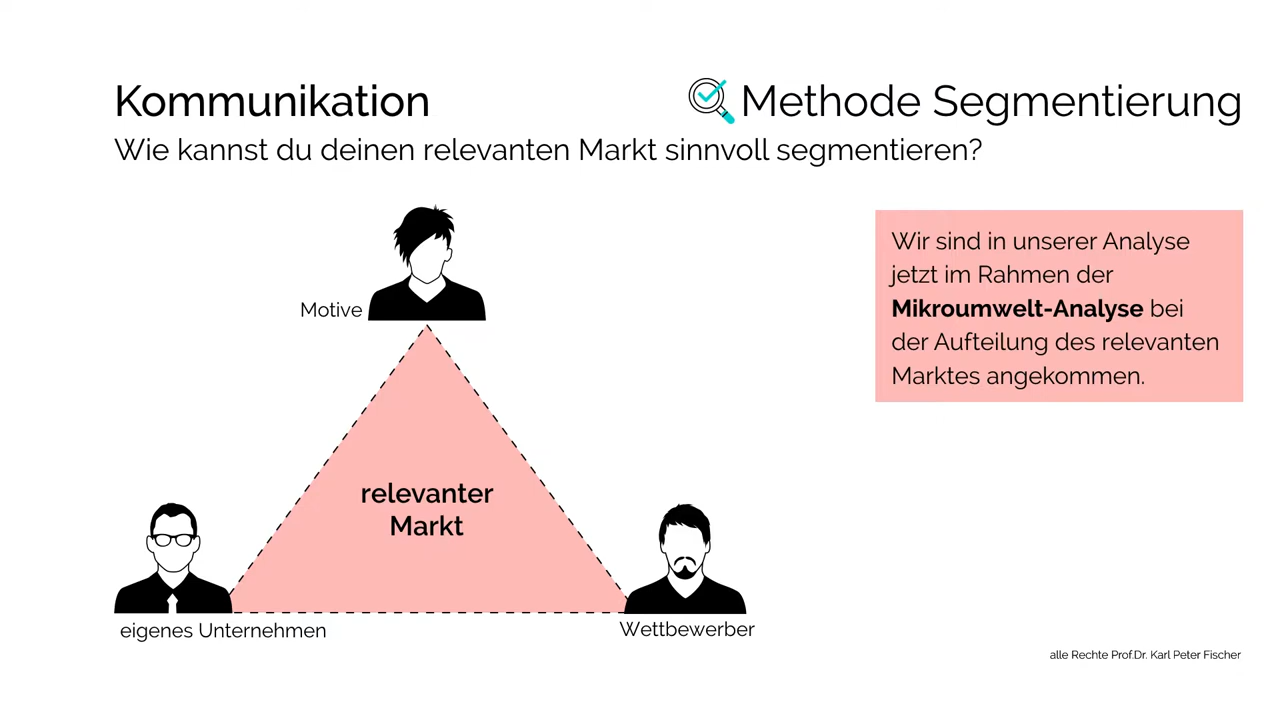 Kommunikation
Methode Segmentierung
Wie kannst du deinen relevanten Markt sinnvoll segmentieren?
Motive
Wir sind in unserer Analyse
jetzt im Rahmen der
Mikroumwelt-Analyse bei
der Aufteilung des relevanten
Marktes angekommen.
relevanter
Markt
eigenes Unternehmen
Wettbewerber
alle Rechte Prof.Dr. Karl Peter Fischer